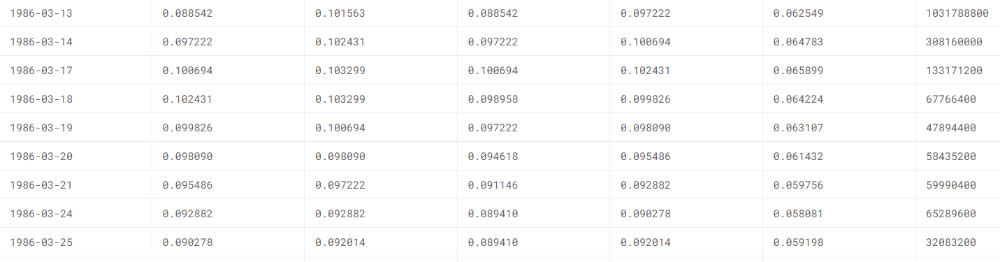 1986-03-13 0.088542 0.101563 0.088542 0.097222 0.062549 1031788800
1986-03-14 0.097222 0.102431 0.097222 0.100694 0.064783 308160000
1986-03-17 0.100694 0.103299 0.100694 0.102431 0.065899 133171200
1986-03-18 0.102431 0.103299 0.098958 0.099826 0.064224 67766400
1986-03-19 0.099826 0.100694 0.097222 0.098090 0.063107 47894400
1986-03-20 0.098090 0.098090 0.094618 0.095486 0.061432 58435200
1986-03-21 0.095486 0.097222 0.091146 0.092882 0.059756 59990400
1986-03-24 0.092882 0.092882 0.089410 0.090278 0.058081 65289600
1986-03-25 0.090278 0.092014 0.089410 0.092014 0.059198 32083200